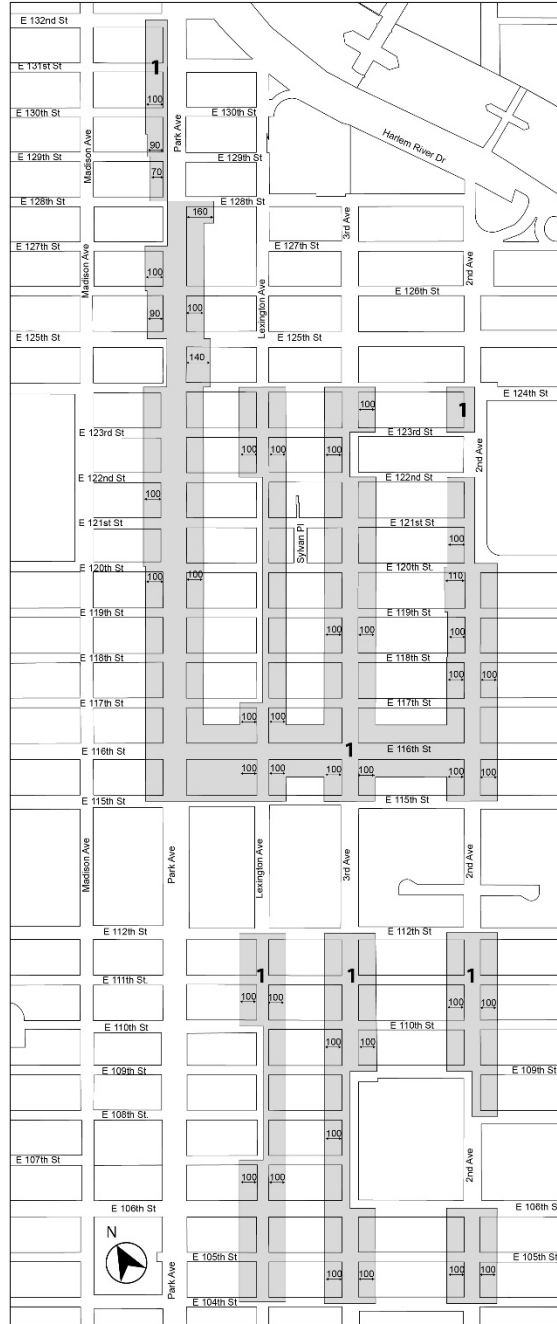 E 132nd St
E 131st St
1
100
E 130th St
E 130th St
Madison Ave
Park Ave
Harlem River Dr
90
E 129th St
E 129th St
70
E 128th St
E 128th St
160
3rd Ave
E 127th St
E 127th St
Madison Ave
2nd Ave
100
Lexington Ave
E 126th St
90
100
E 125th St
E 125th St
140
E 124th St
100
1
E 123rd St
E 123rd St
100
100
100
2nd Ave
E 122nd St
E 122nd St
100
E 121st St
E 121st St
Sylvan Pl
100
E 120th St
E 120th St.
100
100
110
E 119th St
E 119th St
100
100
100
E 118th St
E 118th St
100
100
E 117th St
E 117th St
100
100
E 116th St
1
E 116th St
100
100
100
100
100
100
E 115th St
E 115th St
Madison Ave
Park Ave
Lexington Ave
3rd Ave
2nd Ave
E 112th St
E 112th St
E 111th St.
1
1
1
100
100
100
100
E 110th St
E 110th St
100
100
E 109th St
E 109th St
E 108th St.
100
E 107th St
2nd Ave
100
100
E 106th St
E 106th St
N
E 105th St
E 105th St
Park Ave
100
100
100
100
E 104th St